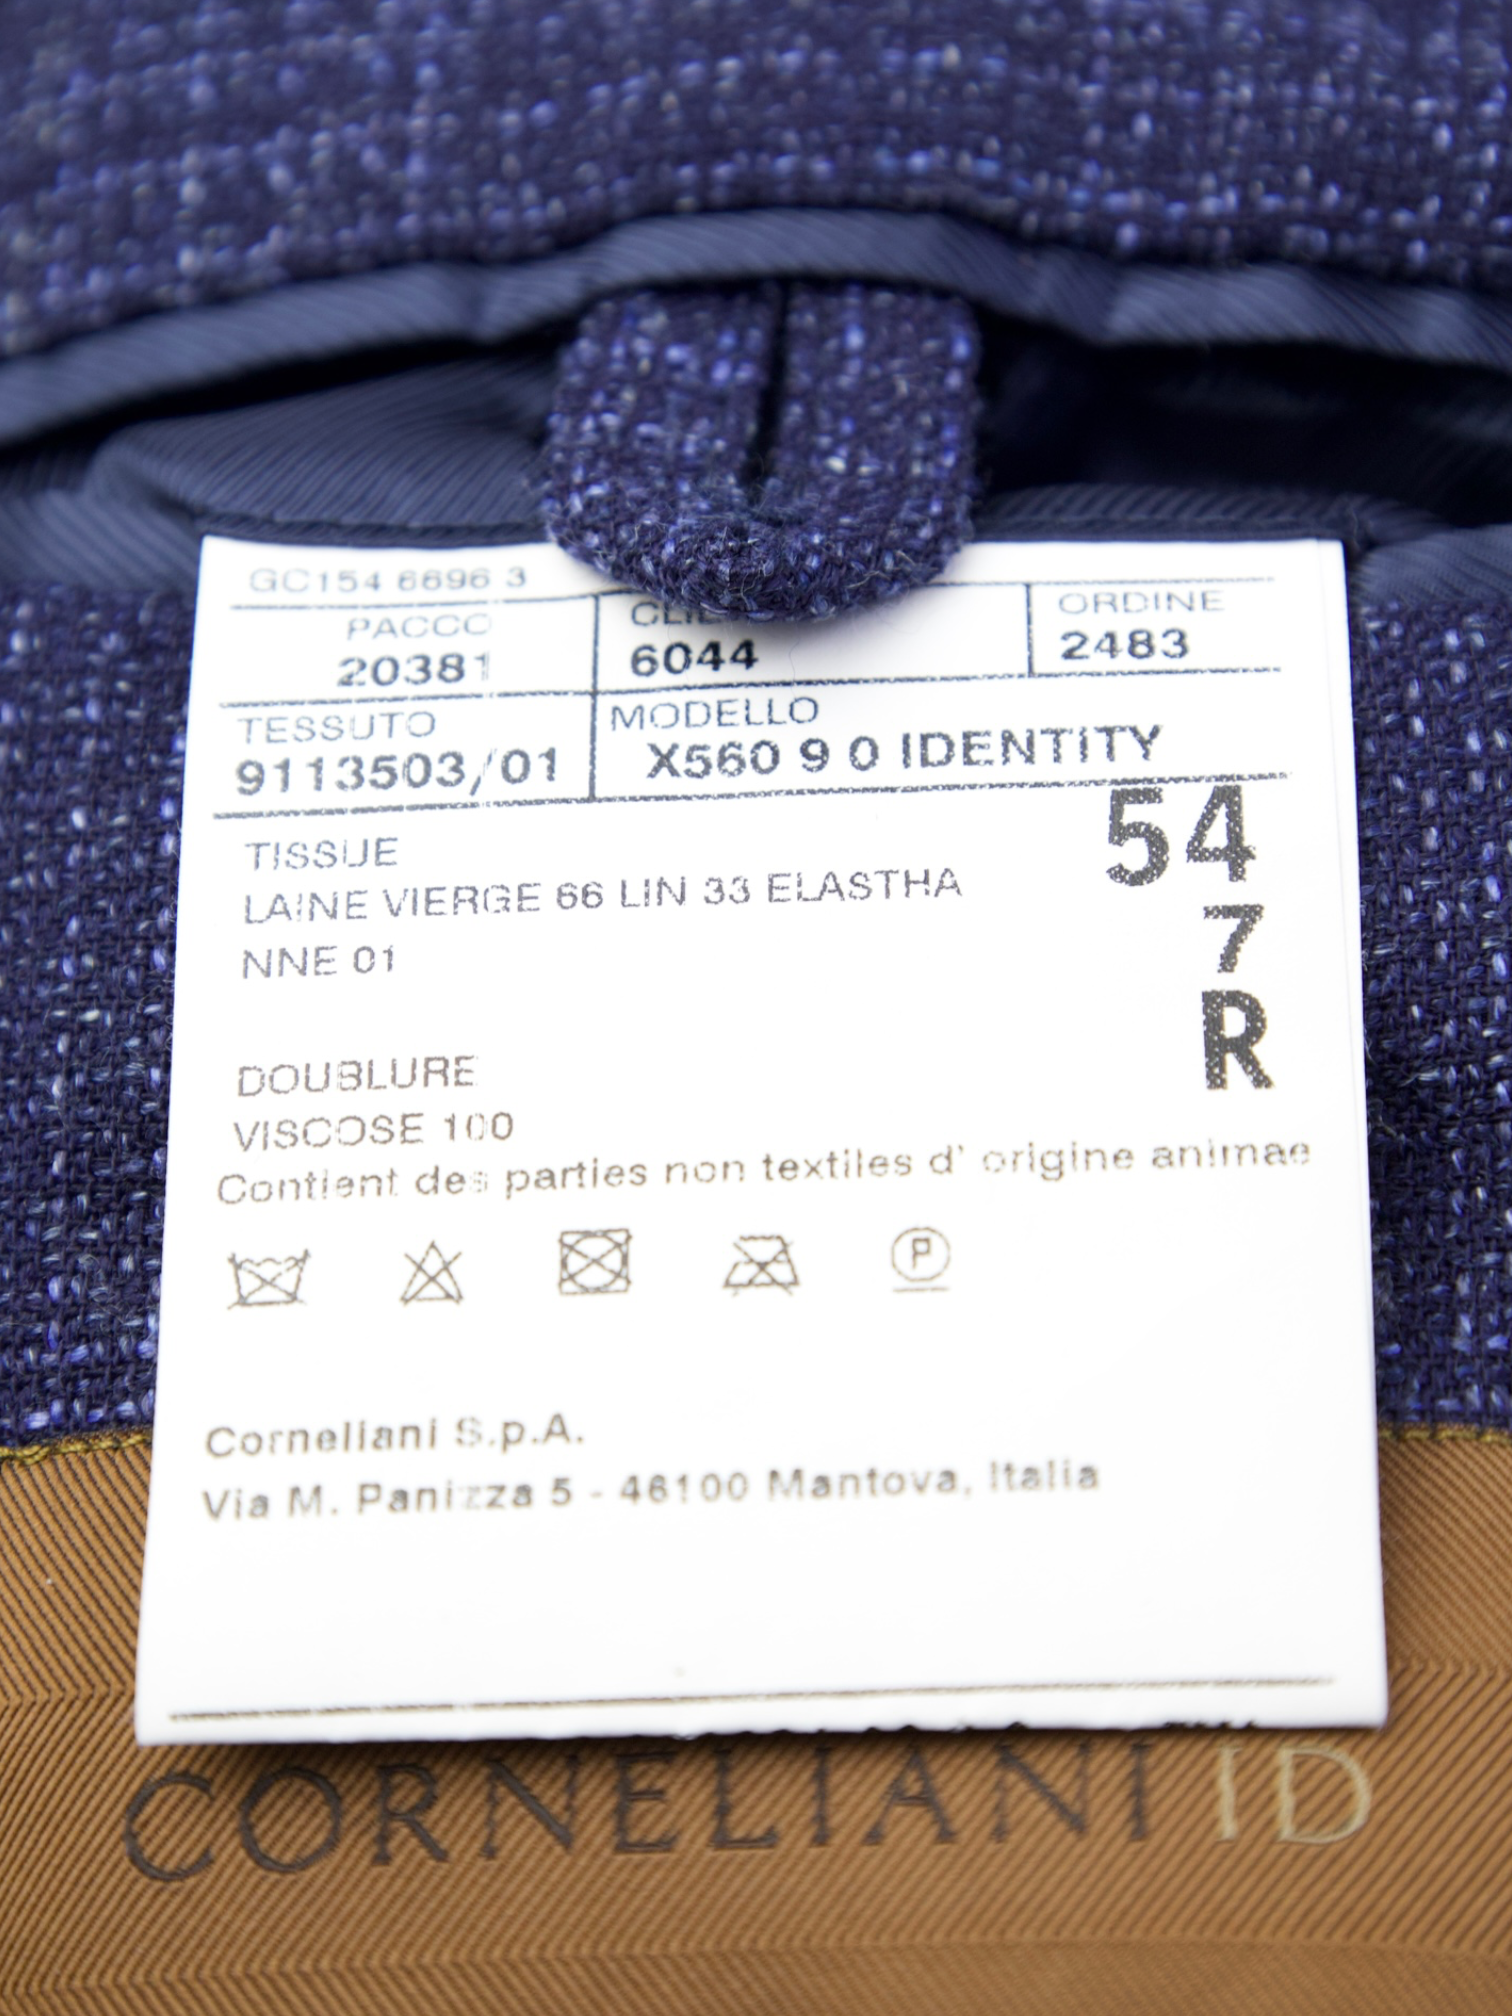 GC154 6696 3
PACCO
ORDINE
20381
6044
2483
TESSUTO
MODELLO
9113503/01
X560 9 0 IDENTITY
54
TISSUE
LAINE VIERGE 66 LIN 33 ELASTHA
7
NNE 01
R
DOUBLURE
VISCOSE 100
Contient des parties non textiles d' origine animae
P
Corneliani S.p.A.
Via M. Panizza 5 - 46100 Mantova, Italia
CORNELIANI ID